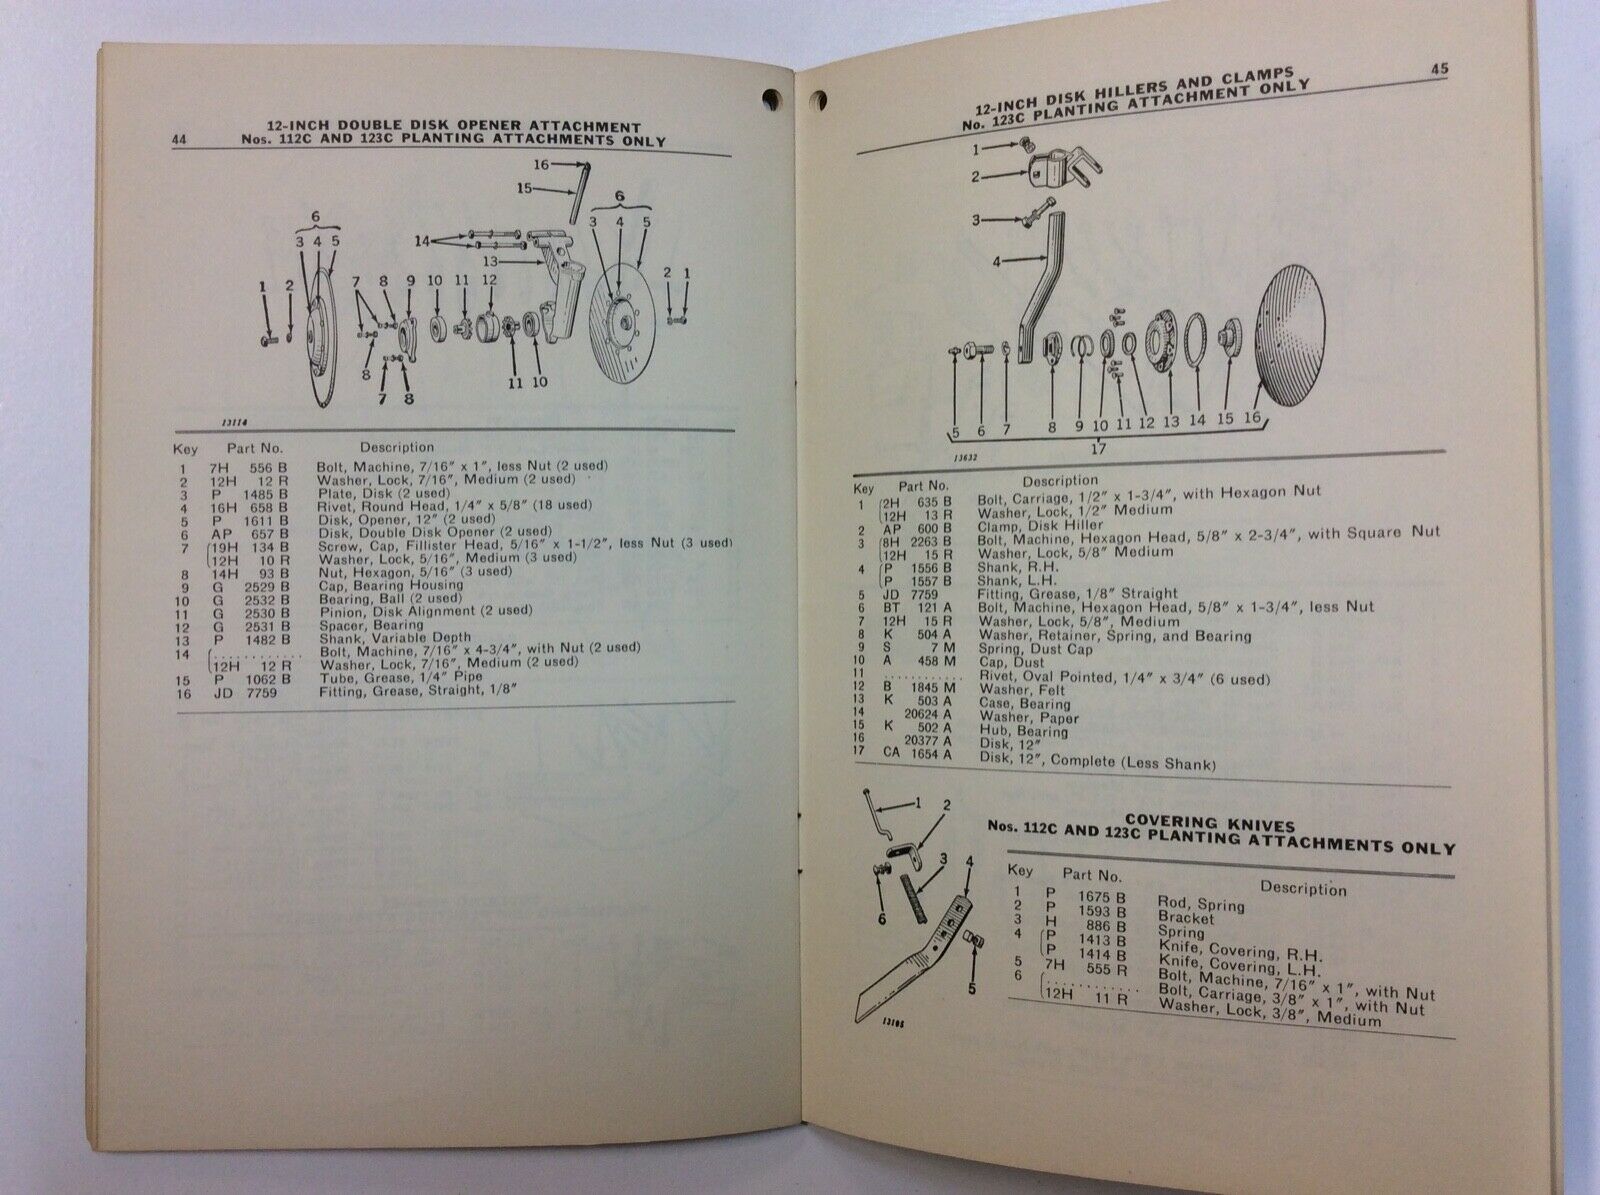 44
12-INCH DOUBLE DISK OPENER ATTACHMENT
Nos. 112C AND 123C PLANTING ATTACHMENTS ONLY
16
15
6
3 4 5
14
13
6
3 4 5
1 2 7 8 9 10 11 12 2 1
8
7 8
11 10
13114
Key Part No. Description
1 7H 556 B Bolt, Machine, 7/16" x 1", less Nut (2 used)
2 12H 12 R Washer, Lock, 7/16", Medium (2 used)
3 P 1485 B Plate, Disk (2 used)
4 16H 658 B Rivet, Round Head, 1/4" x 5/8" (18 used)
5 P 1611 B Disk, Opener, 12" (2 used)
6 AP 657 B Disk, Double Disk Opener (2 used)
7 19H 134 B Screw, Cap, Fillister Head, 5/16" x 1-1/2", less Nut (3 used)
12H 10 R Washer, Lock, 5/16", Medium (3 used)
8 14H 93 B Nut, Hexagon, 5/16" (3 used)
9 G 2529 B Cap, Bearing Housing
10 G 2532 B Bearing, Ball (2 used)
11 G 2530 B Pinion, Disk Alignment (2 used)
12 G 2531 B Spacer, Bearing
13 P 1482 B Shank, Variable Depth
14 ............ Bolt, Machine, 7/16" x 4-3/4", with Nut (2 used)
12H 12 R Washer, Lock, 7/16", Medium (2 used)
15 P 1062 B Tube, Grease, 1/4" Pipe
16 JD 7759 Fitting, Grease, Straight, 1/8"
45
12-INCH DISK HILLERS AND CLAMPS
No. 123C PLANTING ATTACHMENT ONLY
1
2
3
4
5 6 7 8 9 10 11 12 13 14 15 16
17
13632
Key Part No. Description
1 2H 635 B Bolt, Carriage, 1/2" x 1-3/4", with Hexagon Nut
12H 13 R Washer, Lock, 1/2" Medium
2 AP 600 B Clamp, Disk Hiller
3 8H 2263 B Bolt, Machine, Hexagon Head, 5/8" x 2-3/4", with Square Nut
12H 15 R Washer, Lock, 5/8" Medium
4 P 1556 B Shank, R.H.
P 1557 B Shank, L.H.
5 JD 7759 Fitting, Grease, 1/8" Straight
6 BT 121 A Bolt, Machine, Hexagon Head, 5/8" x 1-3/4", less Nut
7 12H 15 R Washer, Lock, 5/8", Medium
8 K 504 A Washer, Retainer, Spring, and Bearing
9 S 7 M Spring, Dust Cap
10 A 458 M Cap, Dust
11 ............ Rivet, Oval Pointed, 1/4" x 3/4" (6 used)
12 B 1845 M Washer, Felt
13 K 503 A Case, Bearing
14 20624 A Washer, Paper
15 K 502 A Hub, Bearing
16 20377 A Disk, 12"
17 CA 1654 A Disk, 12", Complete (Less Shank)
1 2
3 4
6
5
13105
COVERING KNIVES
Nos. 112C AND 123C PLANTING ATTACHMENTS ONLY
Key Part No. Description
1 P 1675 B Rod, Spring
2 P 1593 B Bracket
3 H 886 B Spring
4 P 1413 B Knife, Covering, R.H.
P 1414 B Knife, Covering, L.H.
5 7H 555 R Bolt, Machine, 7/16" x 1", with Nut
6 ............ Bolt, Carriage, 3/8" x 1", with Nut
12H 11 R Washer, Lock, 3/8", Medium